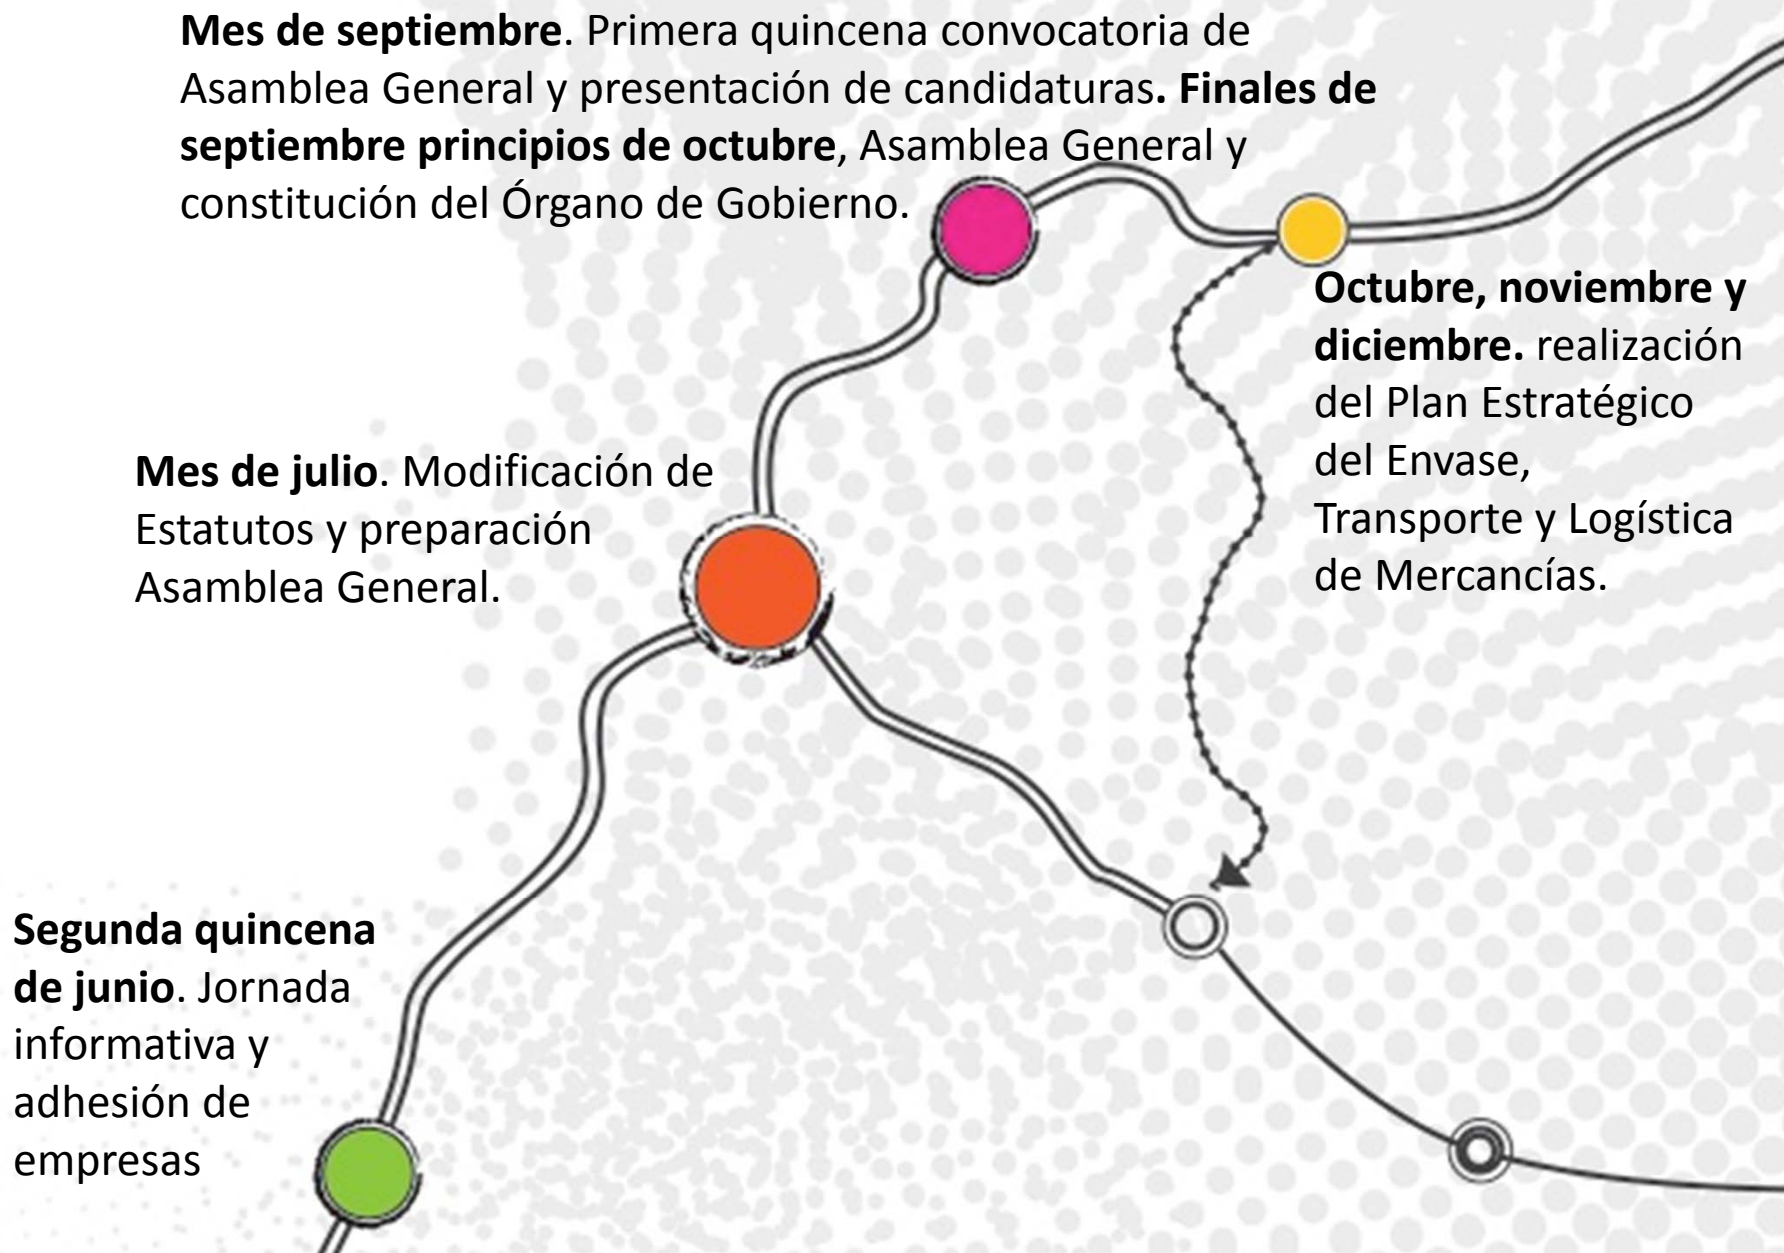 Mes de septiembre. Primera quincena convocatoria de
Asamblea General y presentación de candidaturas. Finales de
septiembre principios de octubre, Asamblea General y
constitución del Órgano de Gobierno.
Octubre, noviembre y
diciembre. realización
del Plan Estratégico
del Envase,
Transporte y Logística
de Mercancías.
Mes de julio. Modificación de
Estatutos y preparación
Asamblea General.
Segunda quincena
de junio. Jornada
informativa y
adhesión de
empresas